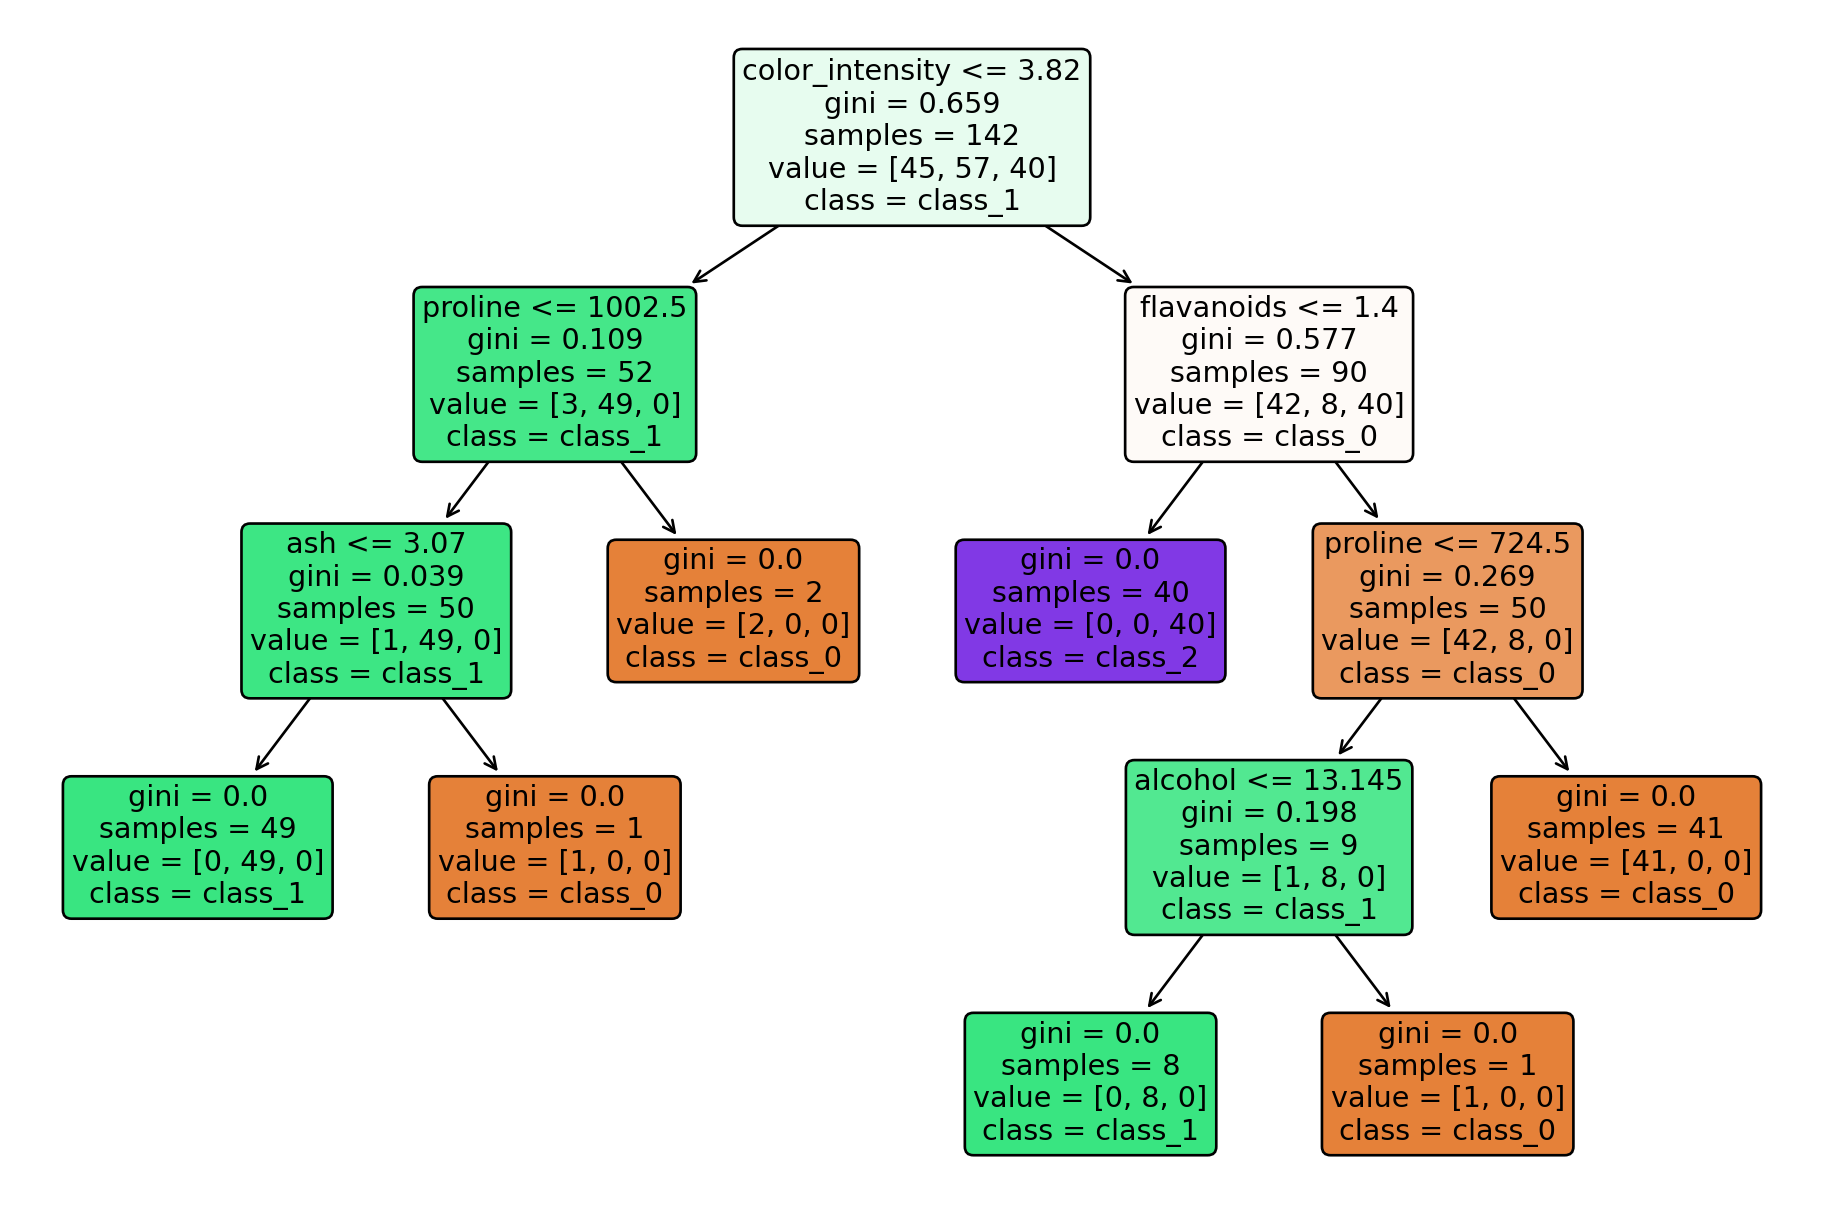 color_intensity <= 3.82
gini = 0.659
samples = 142
value = [45, 57, 40]
class = class_1
proline <= 1002.5
gini = 0.109
samples = 52
value = [3, 49, 0]
class = class_1
flavanoids <= 1.4
gini = 0.577
samples = 90
value = [42, 8, 40]
class = class_0
ash <= 3.07
gini = 0.039
samples = 50
value = [1, 49, 0]
class = class_1
gini = 0.0
samples = 2
value = [2, 0, 0]
class = class_0
gini = 0.0
samples = 40
value = [0, 0, 40]
class = class_2
proline <= 724.5
gini = 0.269
samples = 50
value = [42, 8, 0]
class = class_0
gini = 0.0
samples = 49
value = [0, 49, 0]
class = class_1
gini = 0.0
samples = 1
value = [1, 0, 0]
class = class_0
alcohol <= 13.145
gini = 0.198
samples = 9
value = [1, 8, 0]
class = class_1
gini = 0.0
samples = 41
value = [41, 0, 0]
class = class_0
gini = 0.0
samples = 8
value = [0, 8, 0]
class = class_1
gini = 0.0
samples = 1
value = [1, 0, 0]
class = class_0